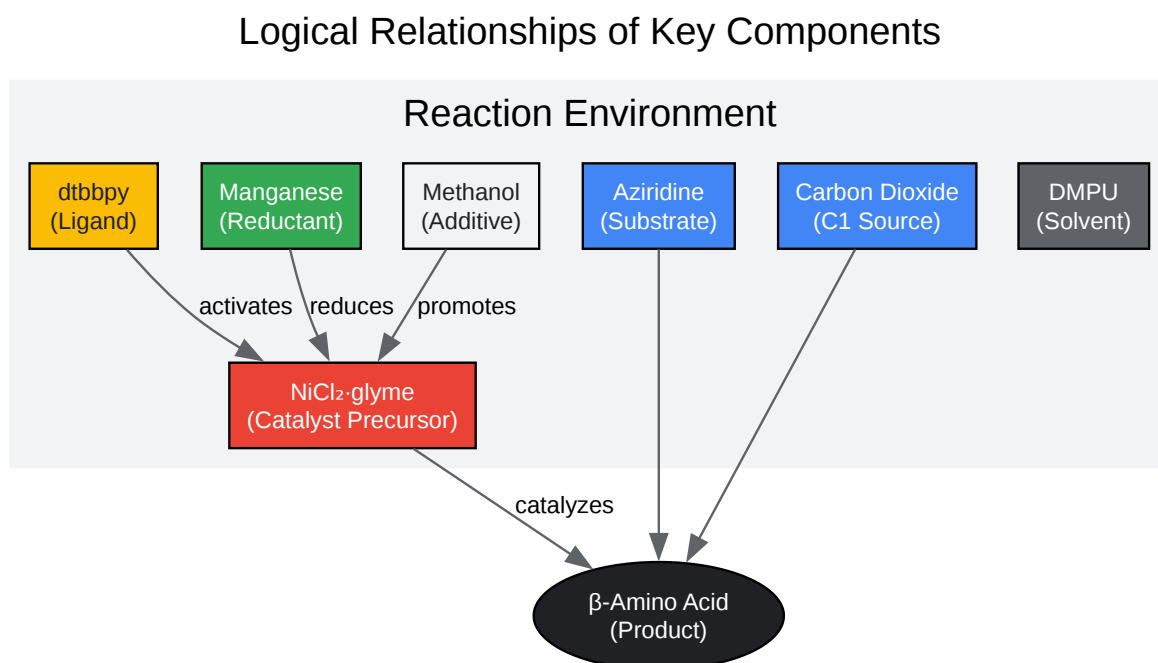 Logical Relationships of Key Components
Reaction Environment
dtbbpy
(Ligand)
Manganese
(Reductant)
Methanol
(Additive)
Aziridine
(Substrate)
Carbon Dioxide
(C1 Source)
DMPU
(Solvent)
activates
reduces
promotes
NiCl₂·glyme
(Catalyst Precursor)
catalyzes
β-Amino Acid
(Product)